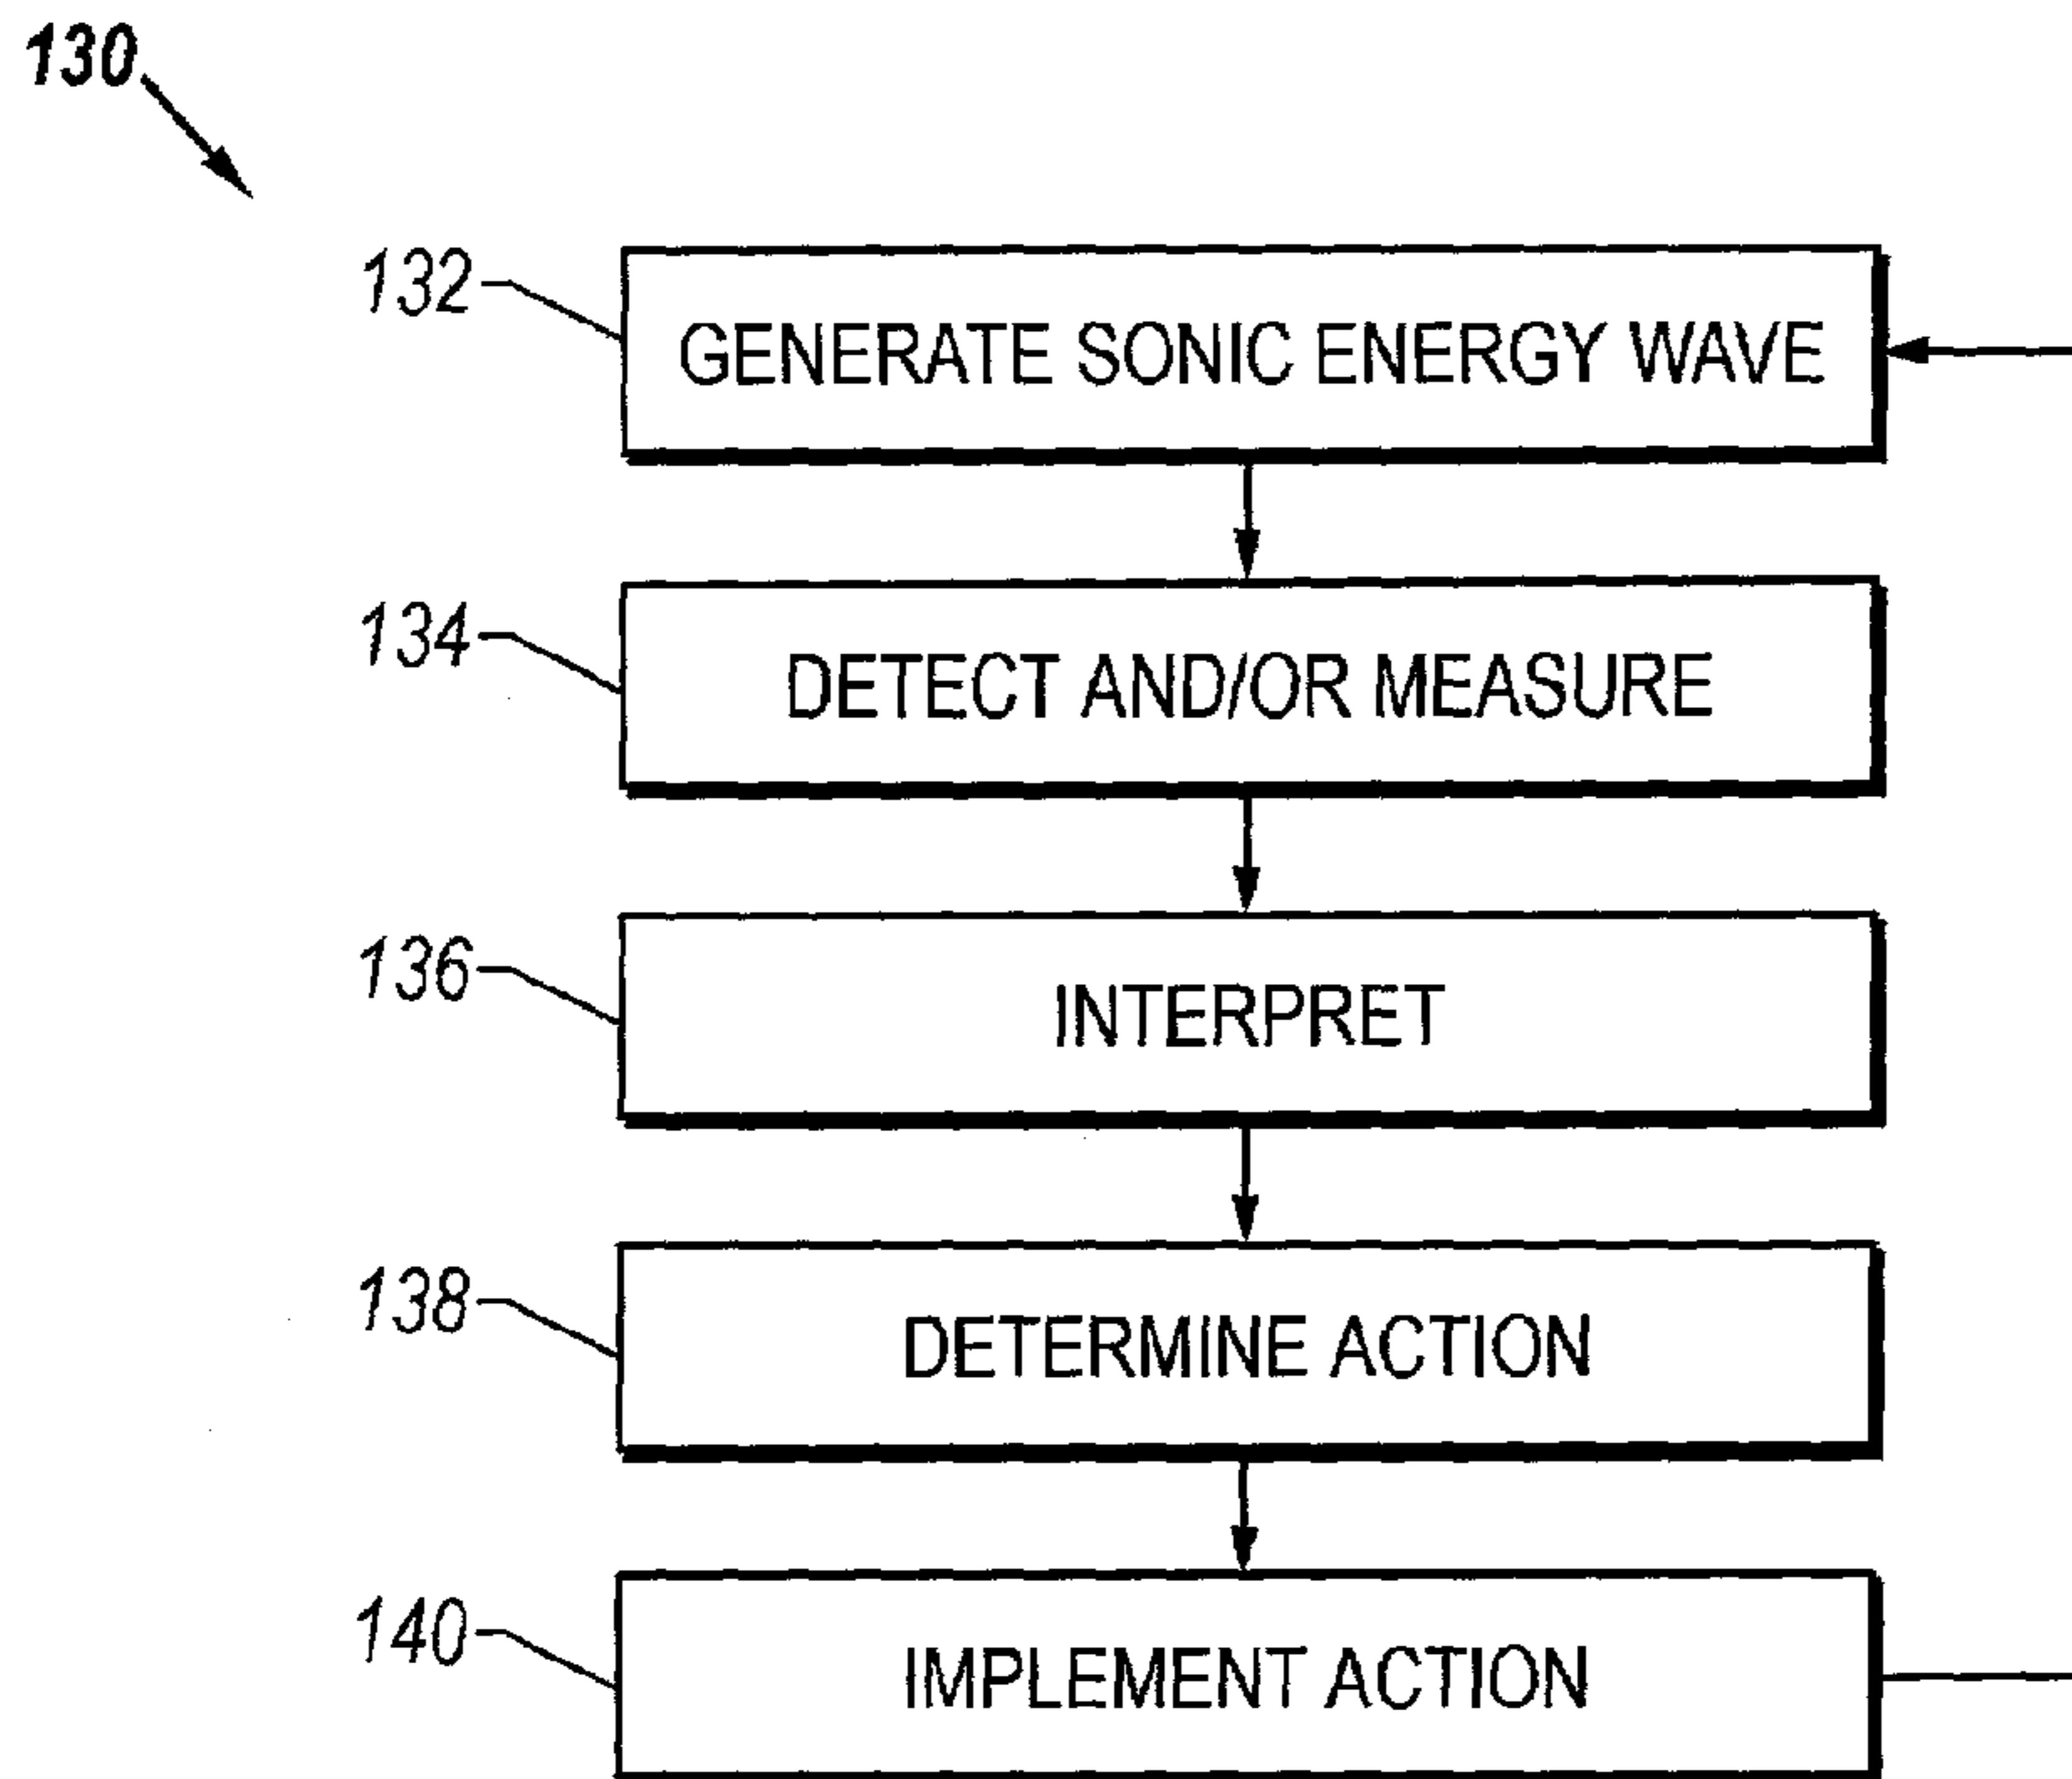 130
132
GENERATE SONIC ENERGY WAVE
134
DETECT AND/OR MEASURE
136
INTERPRET
138
DETERMINE ACTION
140
IMPLEMENT ACTION